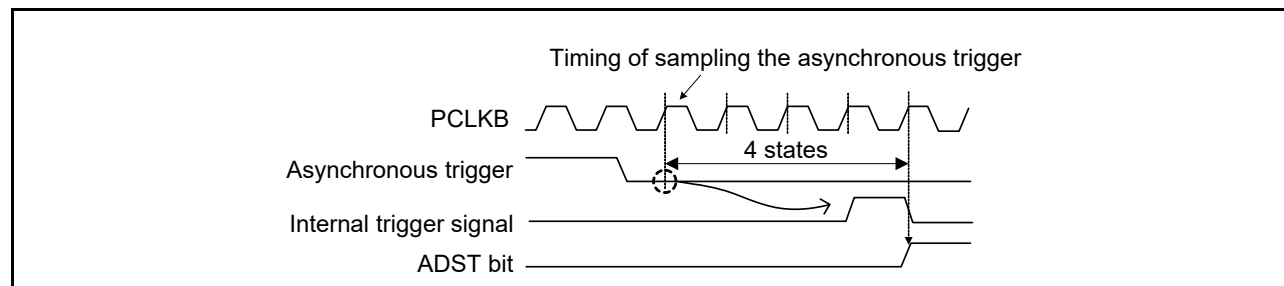 Timing of sampling the asynchronous trigger
PCLKB
4 states
Asynchronous trigger
Internal trigger signal
ADST bit